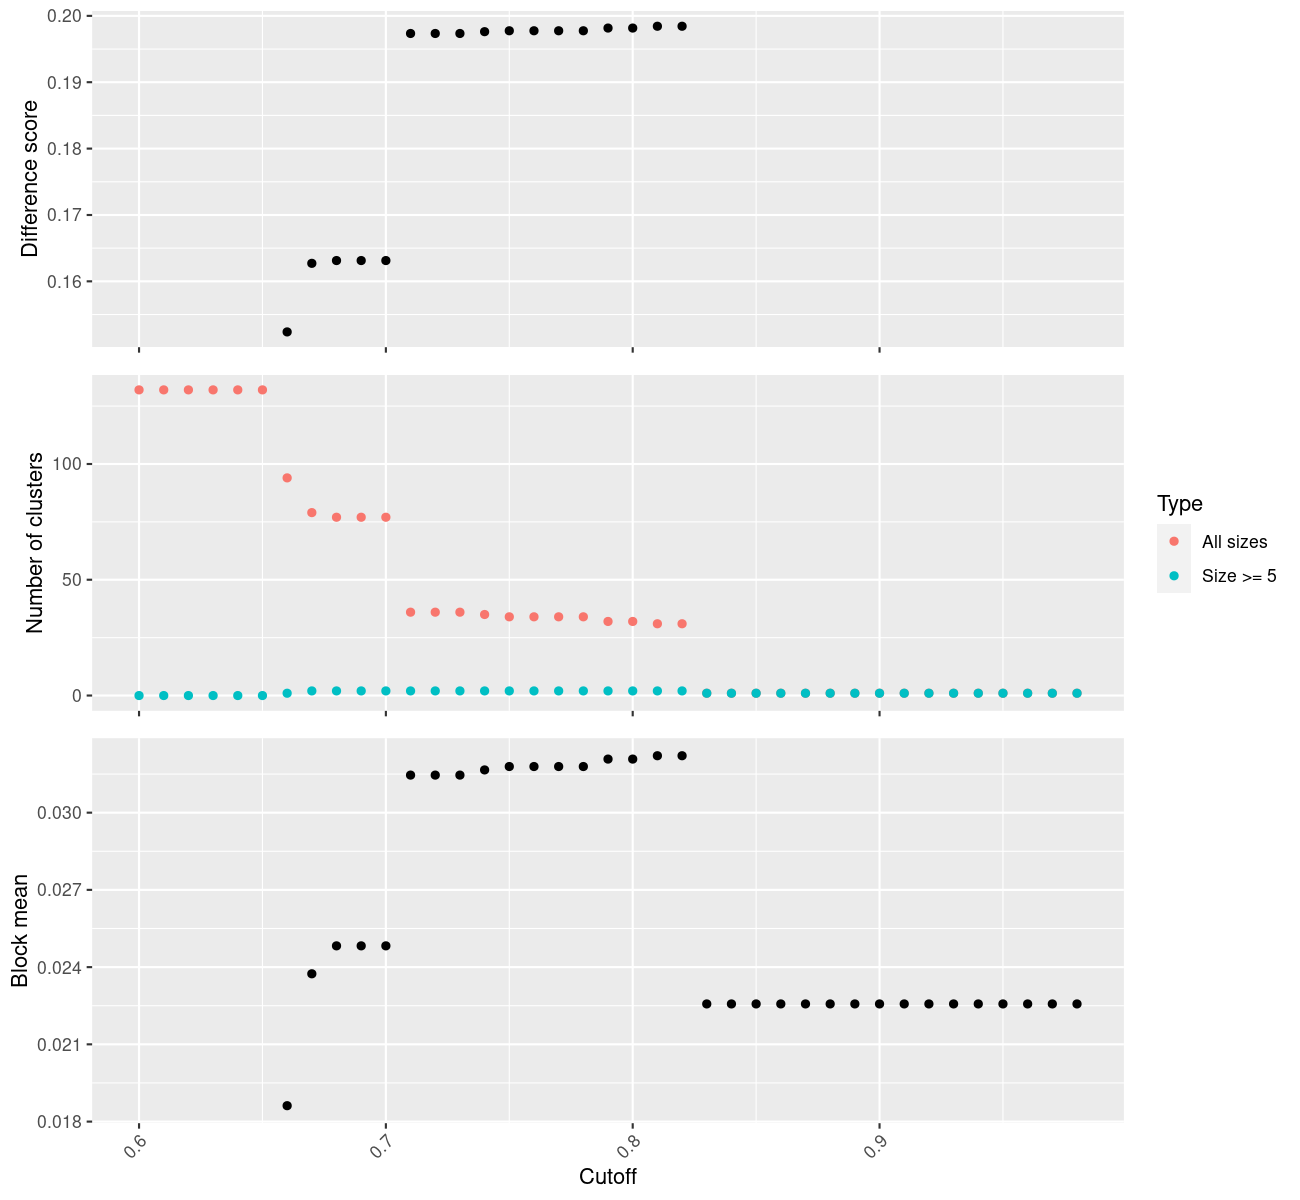 0.20
0.19
0.18
0.17
0.16
Difference score
100
50
0
Number of clusters
Type
All sizes
Size >= 5
0.030
0.027
0.024
0.021
0.018
Block mean
0.6
0.7
0.8
0.9
Cutoff